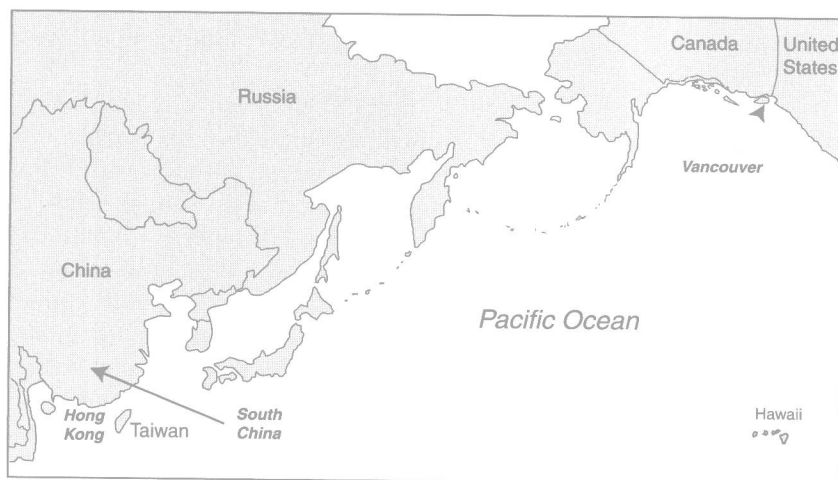 Canada
United
States
Russia
Vancouver
China
Pacific Ocean
Hong
Kong
Taiwan
South
China
Hawaii